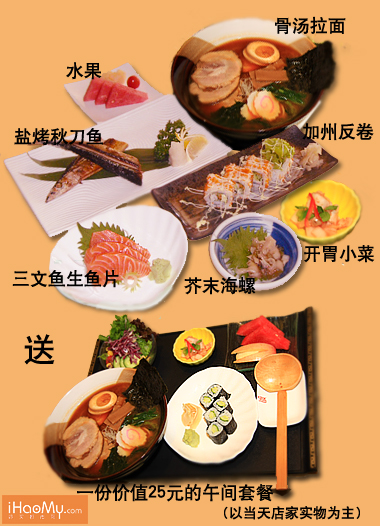 骨汤拉面
水果
盐烤秋刀鱼
加州反卷
开胃小菜
三文鱼生鱼片
芥末海螺
送
一份价值25元的午间套餐
（以当天店家实物为主）
iHaoMy.com